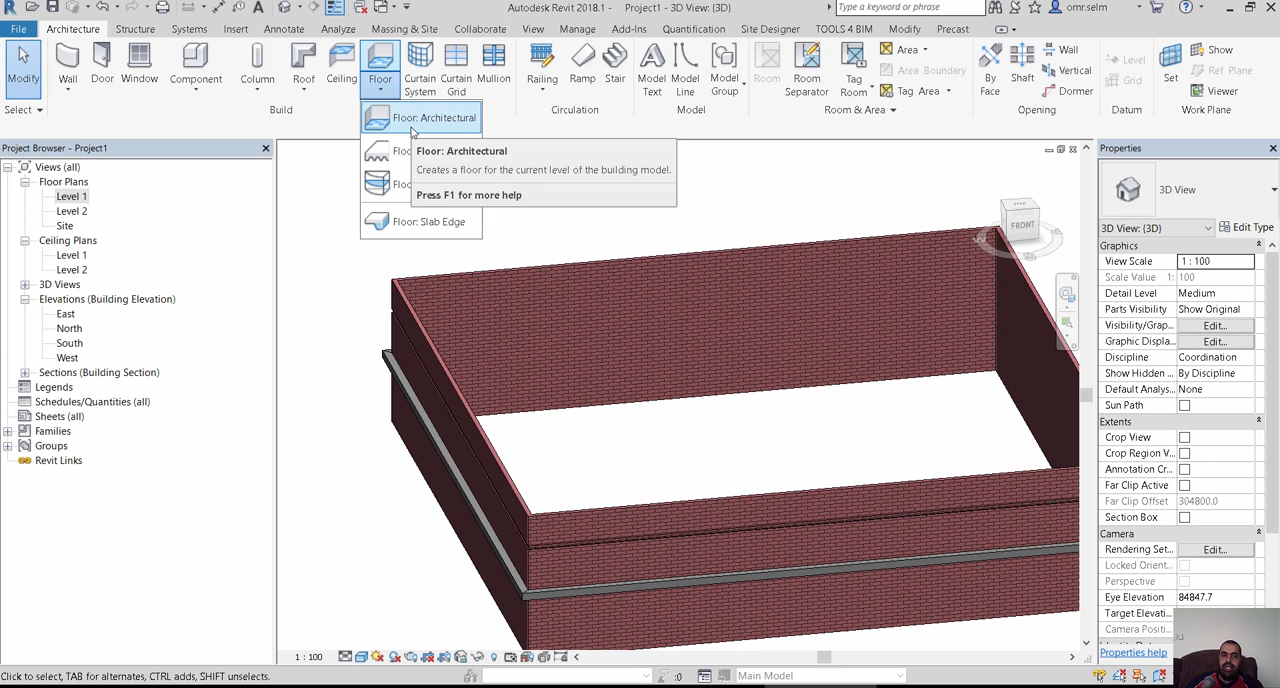 Autodesk Revit 2018.1 - Project1 - 3D View: {3D}
Type a keyword or phrase
omr.selm
File Architecture Structure Systems Insert Annotate Analyze Massing & Site Collaborate View Manage Add-Ins Quantification Site Designer TOOLS 4 BIM Modify Precast
Modify Wall Door Window Component Column Roof Ceiling Floor Curtain System Curtain Grid Mullion Railing Ramp Stair Model Text Model Line Model Group Room Room Separator Tag Room
Area
Area Boundary
Tag Area
By Face Shaft
Wall
Vertical
Dormer
Level
Grid
Set
Show
Ref Plane
Viewer
Select Build Circulation Model Room & Area Opening Datum Work Plane
Floor: Architectural
Floor: Architectural
Creates a floor for the current level of the building model.
Press F1 for more help
Floor: Slab Edge
Project Browser - Project1
Views (all)
Floor Plans
Level 1
Level 2
Site
Ceiling Plans
Level 1
Level 2
3D Views
Elevations (Building Elevation)
East
North
South
West
Sections (Building Section)
Legends
Schedules/Quantities (all)
Sheets (all)
Families
Groups
Revit Links
FRONT
Properties
3D View
3D View: {3D} Edit Type
Graphics
View Scale 1 : 100
Scale Value 1: 100
Detail Level Medium
Parts Visibility Show Original
Visibility/Grap... Edit...
Graphic Displa... Edit...
Discipline Coordination
Show Hidden ... By Discipline
Default Analys... None
Sun Path
Extents
Crop View
Crop Region V...
Annotation Cr...
Far Clip Active
Far Clip Offset 304800.0
Section Box
Camera
Rendering Set... Edit...
Locked Orient...
Perspective
Eye Elevation 84847.7
Target Elevati...
Camera Positi...
Properties help
1 : 100
Click to select, TAB for alternates, CTRL adds, SHIFT unselects.
:0
Main Model